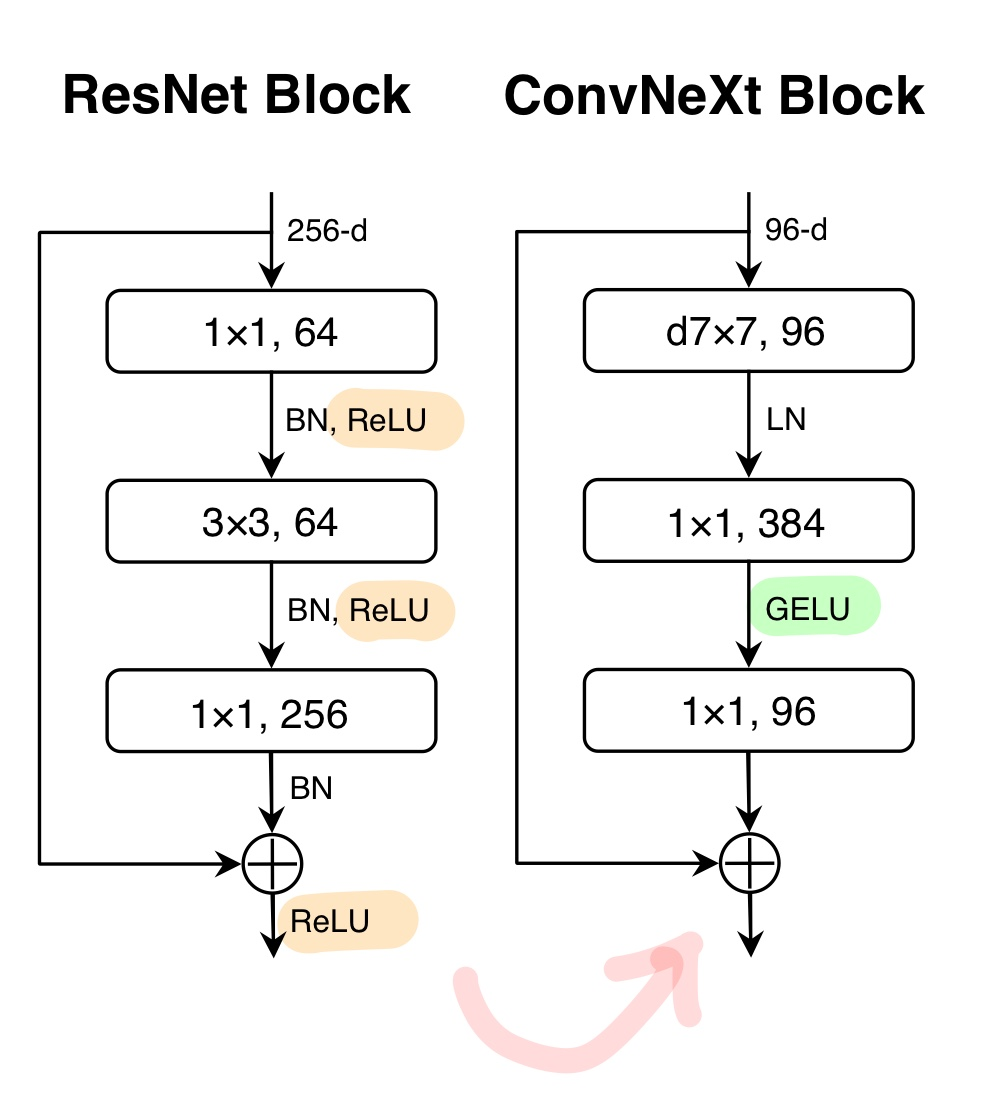 ResNet Block
256-d
1×1, 64
BN, ReLU
3×3, 64
BN, ReLU
1×1, 256
BN
ReLU
ConvNeXt Block
96-d
d7×7, 96
LN
1×1, 384
GELU
1×1, 96